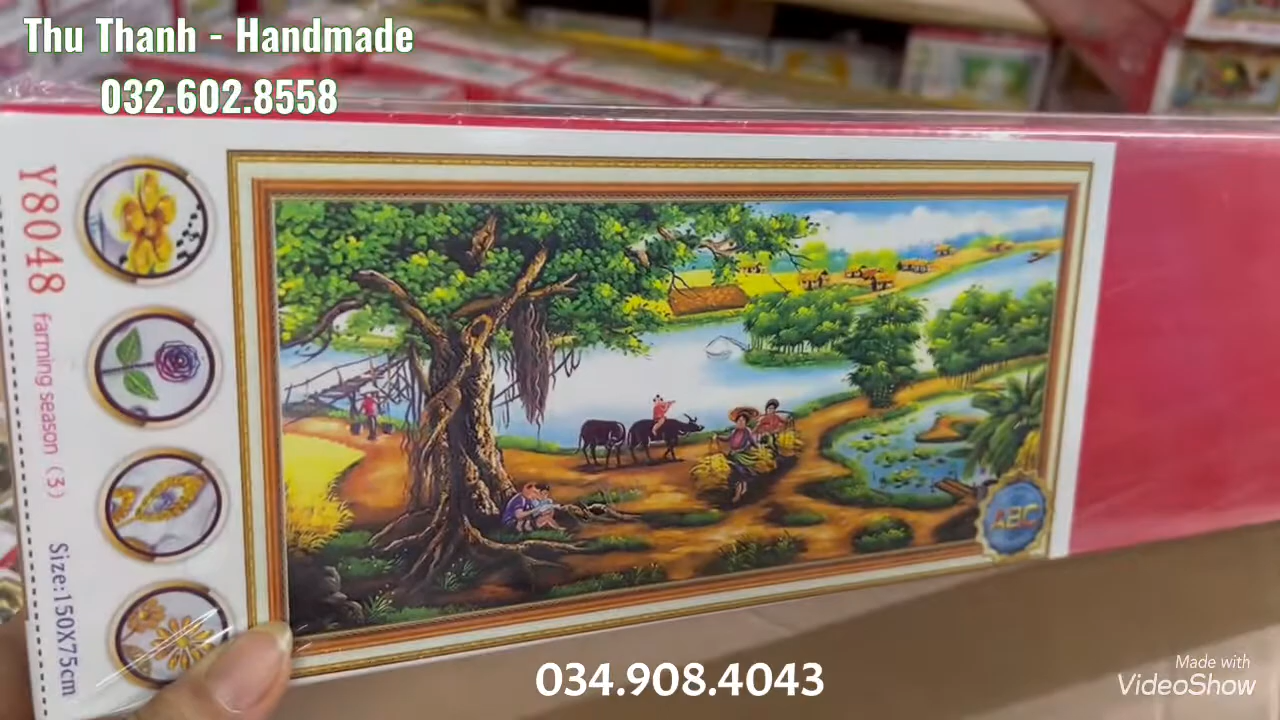 Thu Thanh - Handmade
032.602.8558
Y8048 farming season (3) Size:150X75cm
ABC
034.908.4043
Made with
VideoShow